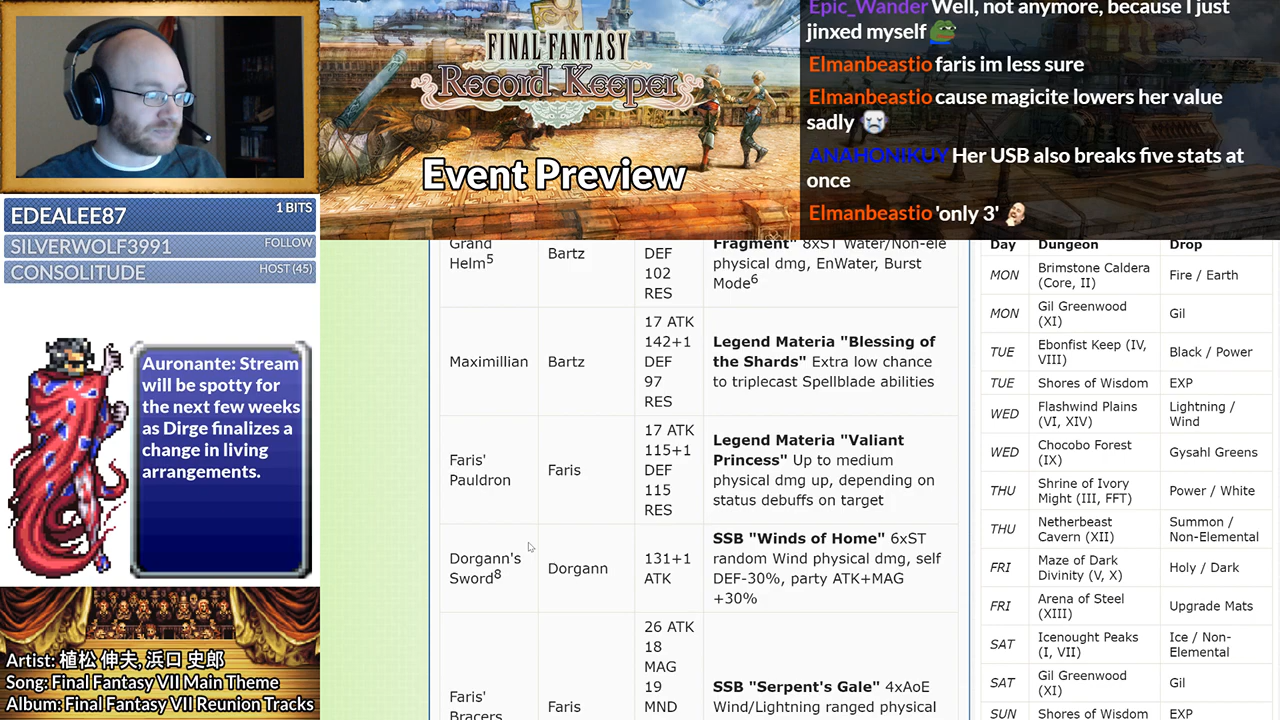 EDEALEE87
1 BITS
SILVERWOLF3991
FOLLOW
CONSOLITUDE
HOST (45)
Auronante: Stream
will be spotty for
the next few weeks
as Dirge finalizes a
change in living
arrangements.
Artist: 植松 伸夫, 浜口 史郎
Song: Final Fantasy VII Main Theme
Album: Final Fantasy VII Reunion Tracks
FINAL FANTASY
Record Keeper
Event Preview
Epic_Wander Well, not anymore, because I just
jinxed myself
Elmanbeastio faris im less sure
Elmanbeastio cause magicite lowers her value
sadly
ANAHONIKUY Her USB also breaks five stats at
once
Elmanbeastio 'only 3'
Grand
Helm5
Bartz
DEF
102
RES
Fragment" 8xST Water/Non-ele
physical dmg, EnWater, Burst
Mode6
Maximillian
Bartz
17 ATK
142+1
DEF
97
RES
Legend Materia "Blessing of
the Shards" Extra low chance
to triplecast Spellblade abilities
Faris'
Pauldron
Faris
17 ATK
115+1
DEF
115
RES
Legend Materia "Valiant
Princess" Up to medium
physical dmg up, depending on
status debuffs on target
Dorgann's
Sword8
Dorgann
131+1
ATK
SSB "Winds of Home" 6xST
random Wind physical dmg, self
DEF-30%, party ATK+MAG
+30%
Faris'
Bracers
Faris
26 ATK
18
MAG
19
MND
SSB "Serpent's Gale" 4xAoE
Wind/Lightning ranged physical
Day Dungeon Drop
MON Brimstone Caldera
(Core, II)
Fire / Earth
MON Gil Greenwood
(XI)
Gil
TUE Ebonfist Keep (IV,
VIII)
Black / Power
TUE Shores of Wisdom EXP
WED Flashwind Plains
(VI, XIV)
Lightning /
Wind
WED Chocobo Forest
(IX)
Gysahl Greens
THU Shrine of Ivory
Might (III, FFT)
Power / White
THU Netherbeast
Cavern (XII)
Summon /
Non-Elemental
FRI Maze of Dark
Divinity (V, X)
Holy / Dark
FRI Arena of Steel
(XIII)
Upgrade Mats
SAT Icenought Peaks
(I, VII)
Ice / Non-
Elemental
SAT Gil Greenwood
(XI)
Gil
SUN Shores of Wisdom EXP